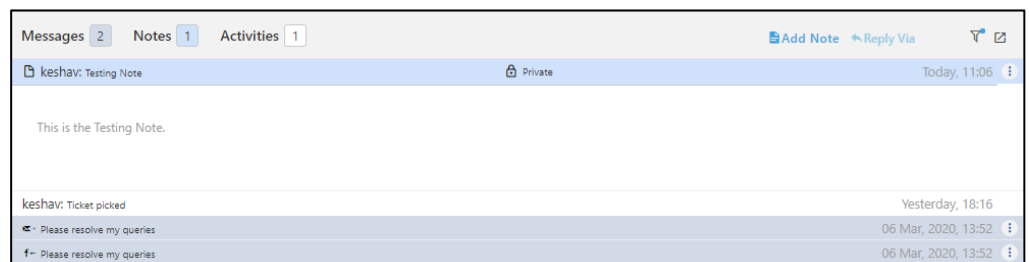 Messages 2 Notes 1 Activities 1 Add Note Reply Via
keshav: Testing Note Private Today, 11:06
This is the Testing Note.
keshav: Ticket picked Yesterday, 18:16
Please resolve my queries 06 Mar, 2020, 13:52
Please resolve my queries 06 Mar, 2020, 13:52